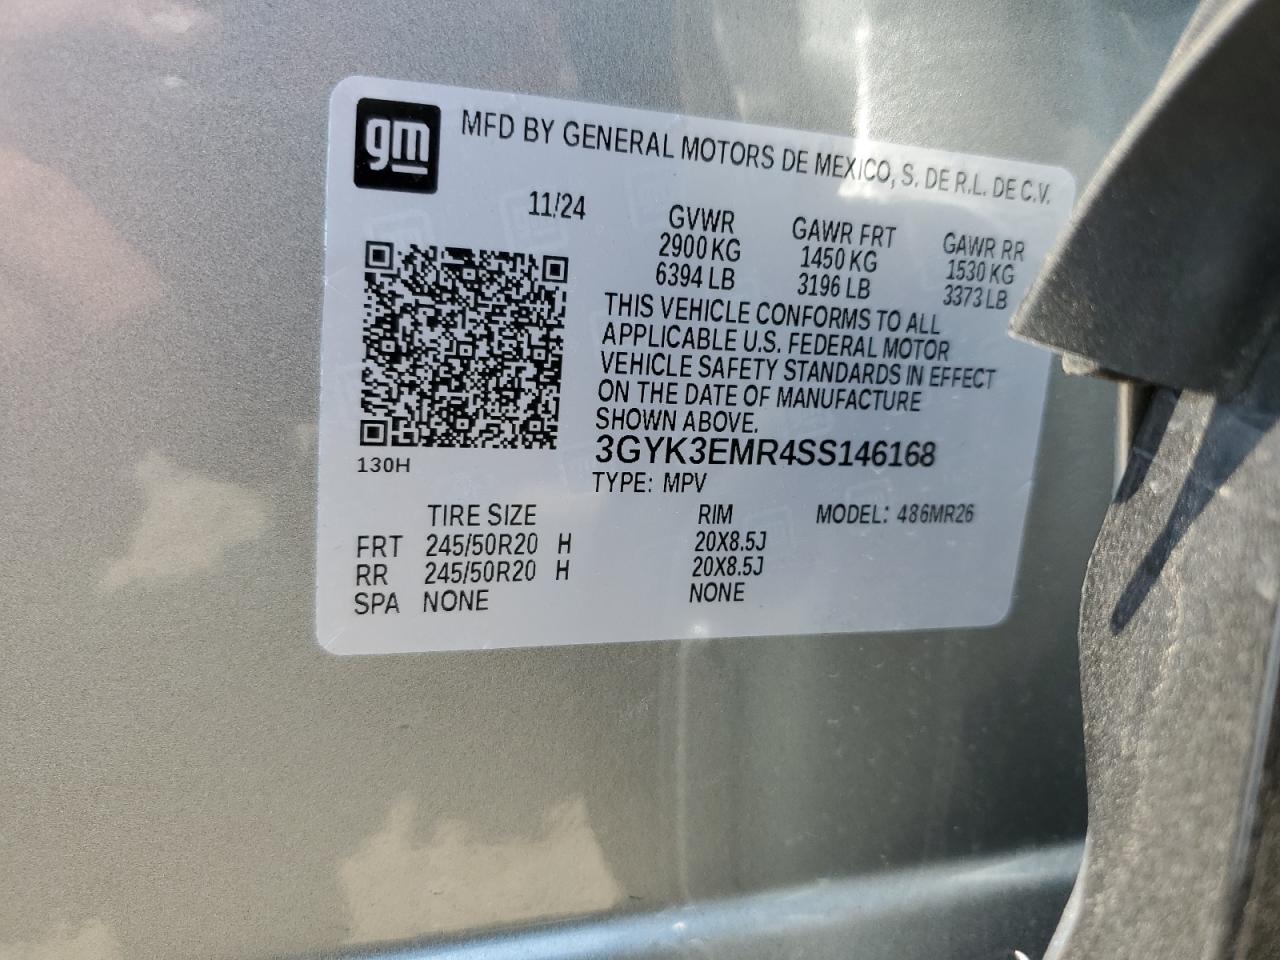 gm
MFD BY GENERAL MOTORS DE MEXICO, S. DE R.L. DE C.V.
11/24
GVWR GAWR FRT GAWR RR
2900 KG 1450 KG 1530 KG
6394 LB 3196 LB 3373 LB
THIS VEHICLE CONFORMS TO ALL
APPLICABLE U.S. FEDERAL MOTOR
VEHICLE SAFETY STANDARDS IN EFFECT
ON THE DATE OF MANUFACTURE
SHOWN ABOVE.
3GYK3EMR4SS146168
130H
TYPE: MPV
TIRE SIZE RIM MODEL: 486MR26
FRT 245/50R20 H 20X8.5J
RR 245/50R20 H 20X8.5J
SPA NONE NONE